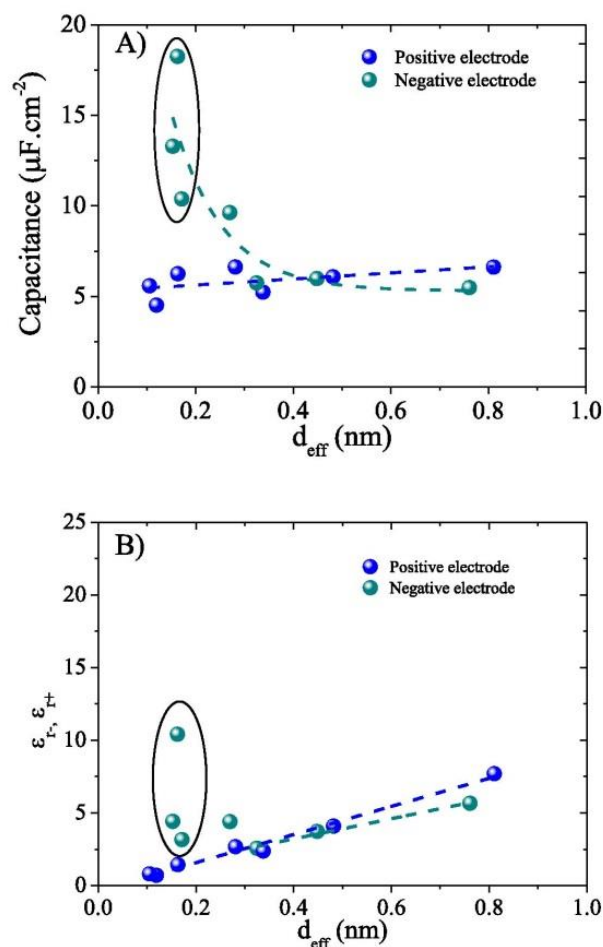 A)
Positive electrode
Negative electrode
20
15
10
5
0
Capacitance (µF.cm⁻²)
0.0 0.2 0.4 0.6 0.8 1.0
d_eff (nm)
B)
Positive electrode
Negative electrode
25
20
15
10
5
0
ε_r-, ε_r+
0.0 0.2 0.4 0.6 0.8 1.0
d_eff (nm)